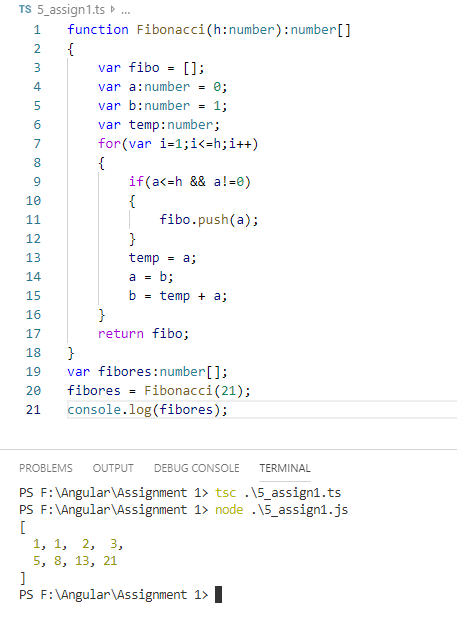 TS 5_assign1.ts > ...
1 function Fibonacci(h:number):number[]
2 {
3     var fibo = [];
4     var a:number = 0;
5     var b:number = 1;
6     var temp:number;
7     for(var i=1;i<=h;i++)
8     {
9         if(a<=h && a!=0)
10         {
11             fibo.push(a);
12         }
13         temp = a;
14         a = b;
15         b = temp + a;
16     }
17     return fibo;
18 }
19 var fibores:number[];
20 fibores = Fibonacci(21);
21 console.log(fibores);
PROBLEMS OUTPUT DEBUG CONSOLE TERMINAL
PS F:\Angular\Assignment 1> tsc .\5_assign1.ts
PS F:\Angular\Assignment 1> node .\5_assign1.js
[
  1, 1,  2,  3,
  5, 8, 13, 21
]
PS F:\Angular\Assignment 1>